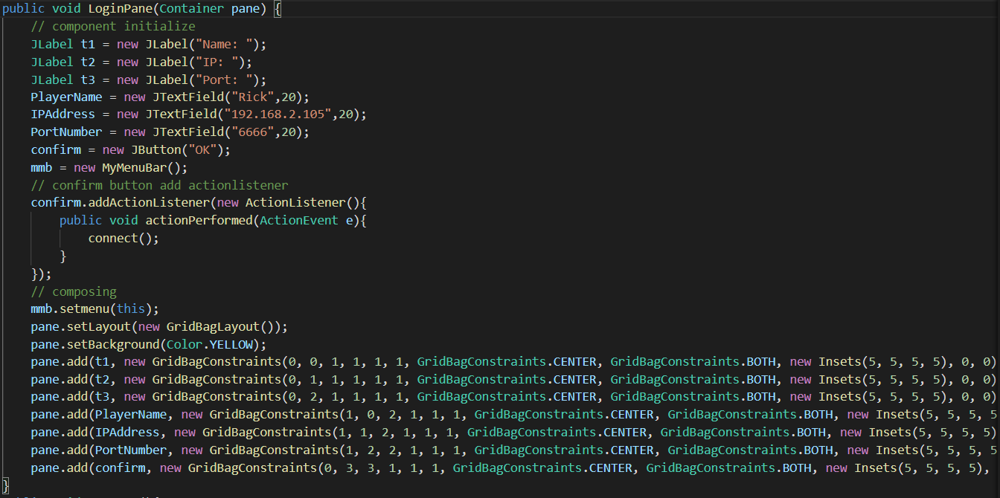 public void LoginPane(Container pane) {
// component initialize
JLabel t1 = new JLabel("Name: ");
JLabel t2 = new JLabel("IP: ");
JLabel t3 = new JLabel("Port: ");
PlayerName = new JTextField("Rick",20);
IPAddress = new JTextField("192.168.2.105",20);
PortNumber = new JTextField("6666",20);
confirm = new JButton("OK");
mmb = new MyMenuBar();
// confirm button add actionlistener
confirm.addActionListener(new ActionListener(){
public void actionPerformed(ActionEvent e){
connect();
}
});
// composing
mmb.setmenu(this);
pane.setLayout(new GridBagLayout());
pane.setBackground(Color.YELLOW);
pane.add(t1, new GridBagConstraints(0, 0, 1, 1, 1, 1, GridBagConstraints.CENTER, GridBagConstraints.BOTH, new Insets(5, 5, 5, 5), 0, 0)
pane.add(t2, new GridBagConstraints(0, 1, 1, 1, 1, 1, GridBagConstraints.CENTER, GridBagConstraints.BOTH, new Insets(5, 5, 5, 5), 0, 0)
pane.add(t3, new GridBagConstraints(0, 2, 1, 1, 1, 1, GridBagConstraints.CENTER, GridBagConstraints.BOTH, new Insets(5, 5, 5, 5), 0, 0)
pane.add(PlayerName, new GridBagConstraints(1, 0, 2, 1, 1, 1, GridBagConstraints.CENTER, GridBagConstraints.BOTH, new Insets(5, 5, 5, 5
pane.add(IPAddress, new GridBagConstraints(1, 1, 2, 1, 1, 1, GridBagConstraints.CENTER, GridBagConstraints.BOTH, new Insets(5, 5, 5, 5)
pane.add(PortNumber, new GridBagConstraints(1, 2, 2, 1, 1, 1, GridBagConstraints.CENTER, GridBagConstraints.BOTH, new Insets(5, 5, 5, 5
pane.add(confirm, new GridBagConstraints(0, 3, 3, 1, 1, 1, GridBagConstraints.CENTER, GridBagConstraints.BOTH, new Insets(5, 5, 5, 5),
}